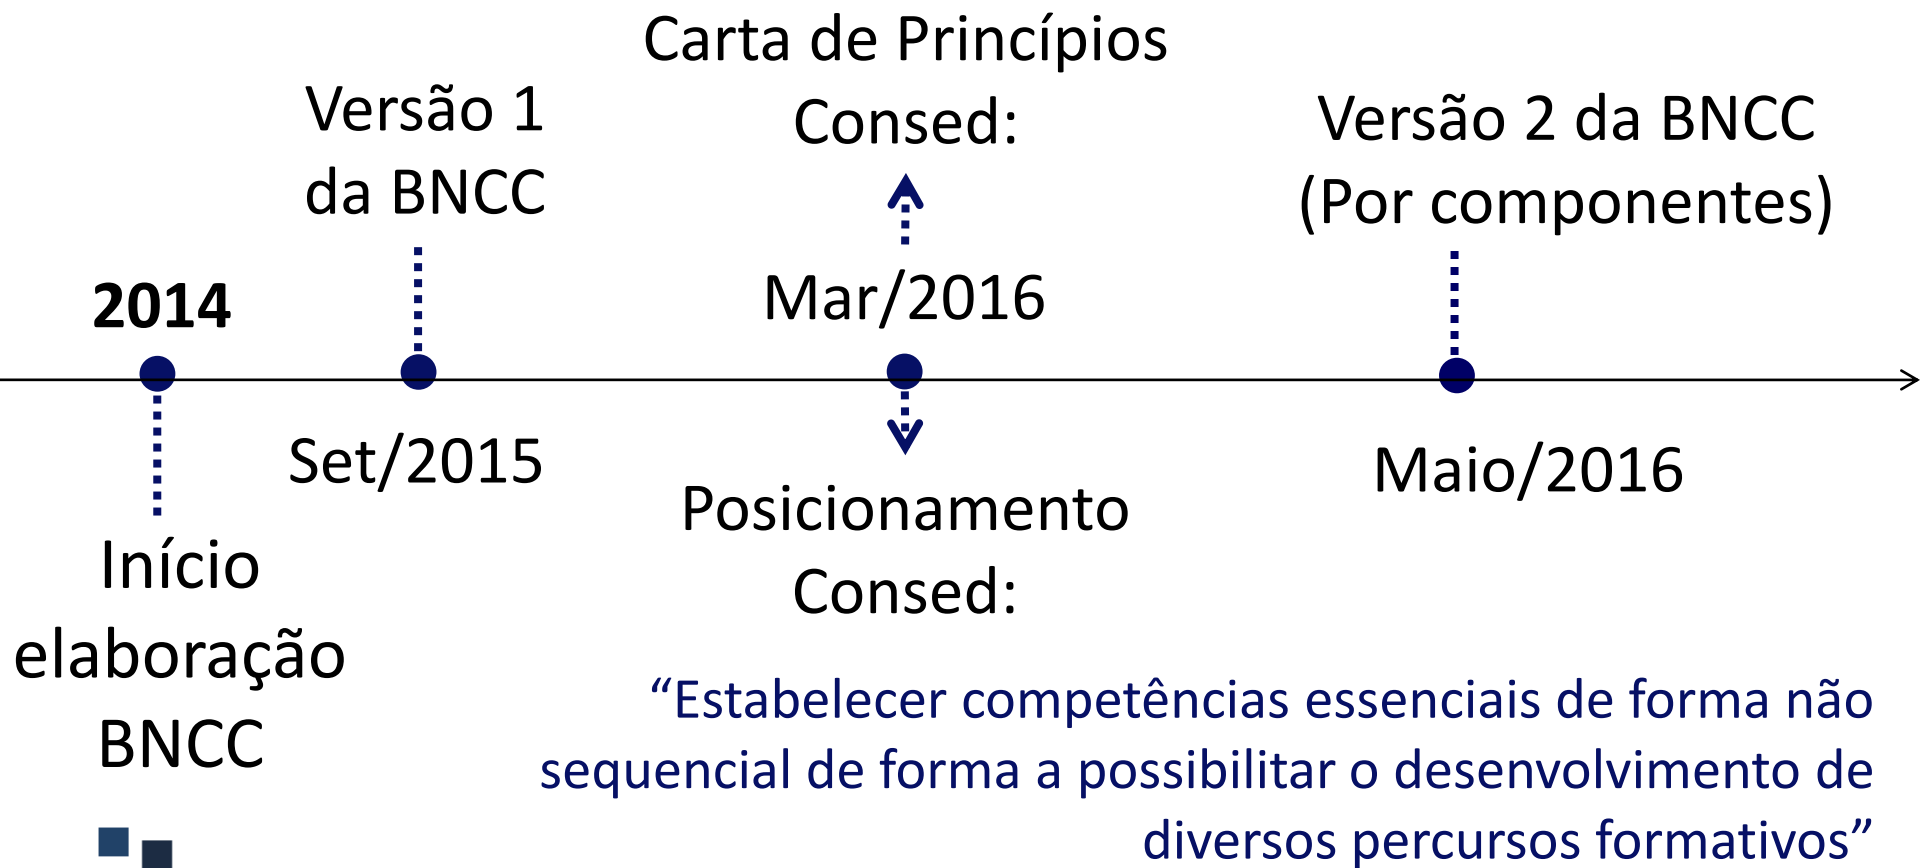 Carta de Princípios
Consed:
Versão 1
da BNCC
Versão 2 da BNCC
(Por componentes)
2014
Mar/2016
Set/2015
Maio/2016
Início
elaboração
BNCC
Posicionamento
Consed:
“Estabelecer competências essenciais de forma não
sequencial de forma a possibilitar o desenvolvimento de
diversos percursos formativos”